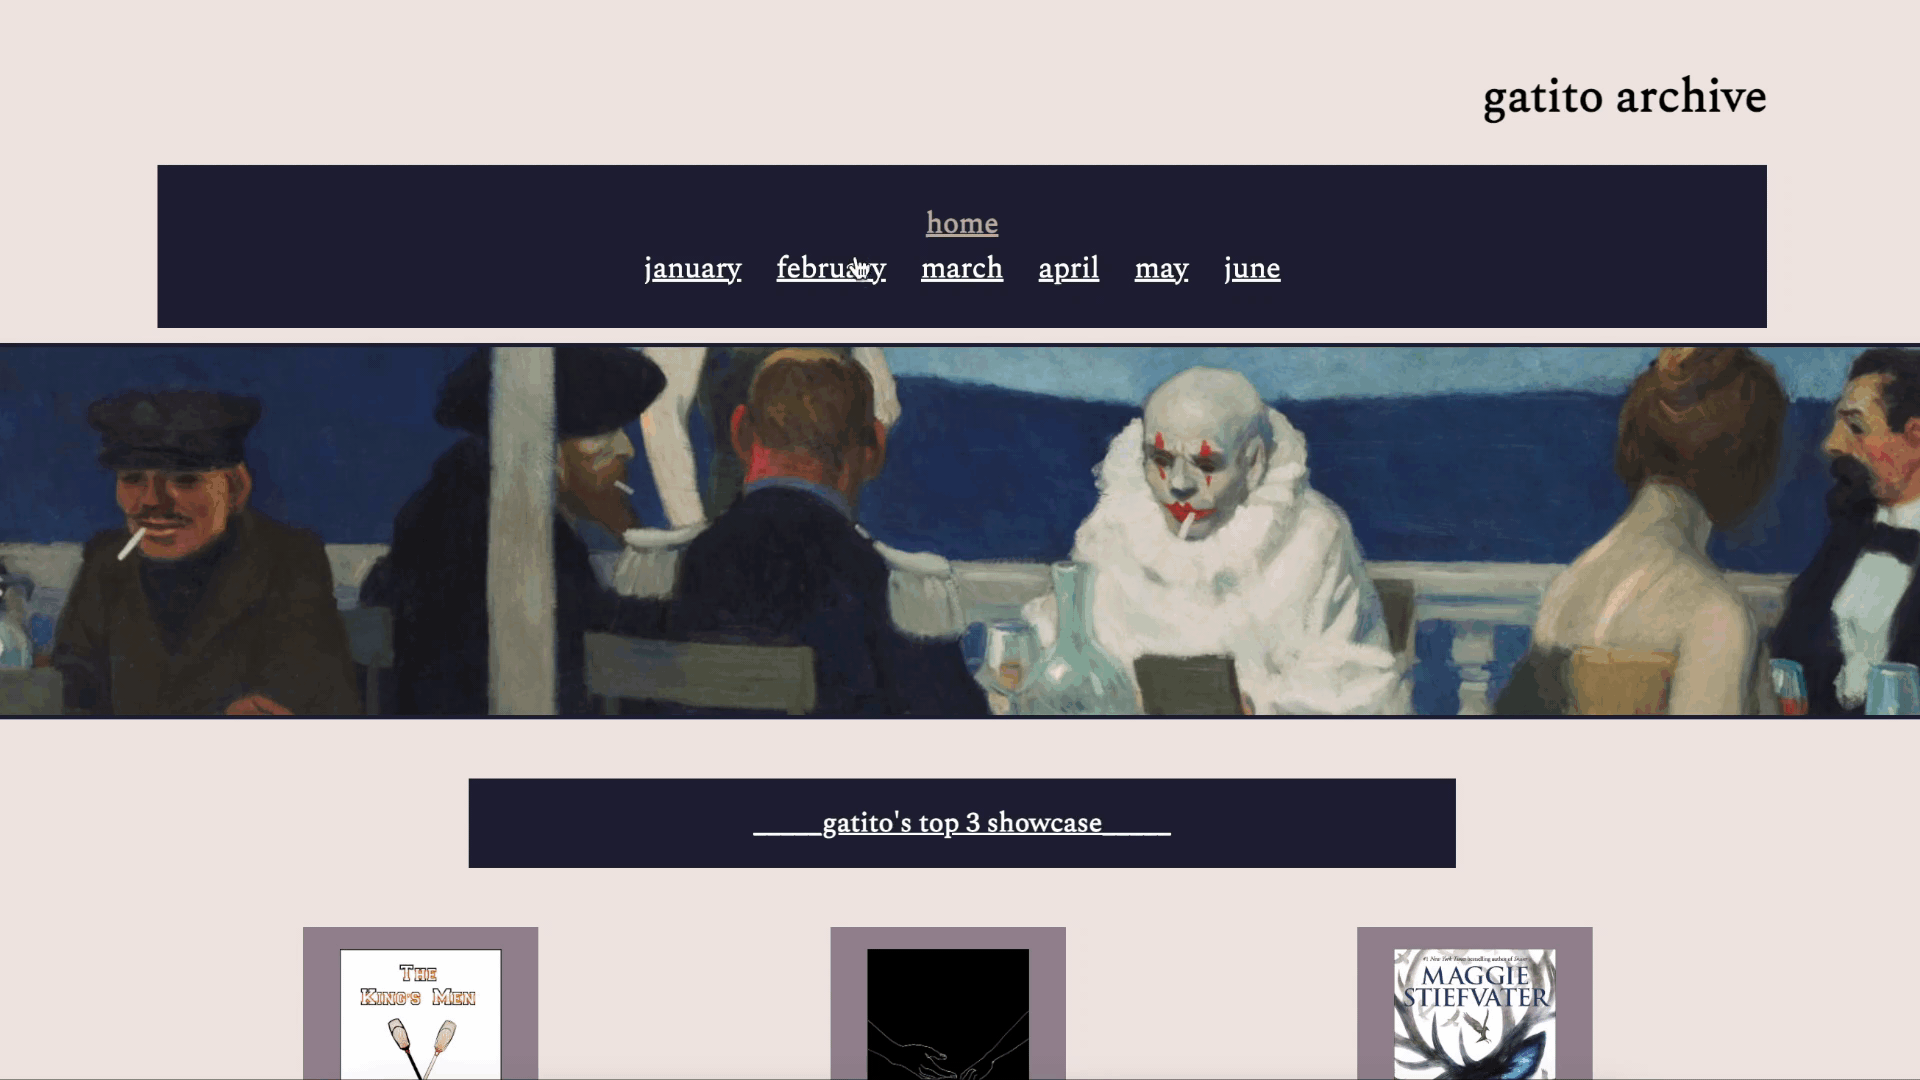 gatito archive
home
january february march april may june
_____gatito's top 3 showcase_____
THE
KING'S MEN
#1 New York Times bestselling author of Shiver
MAGGIE
STIEFVATER